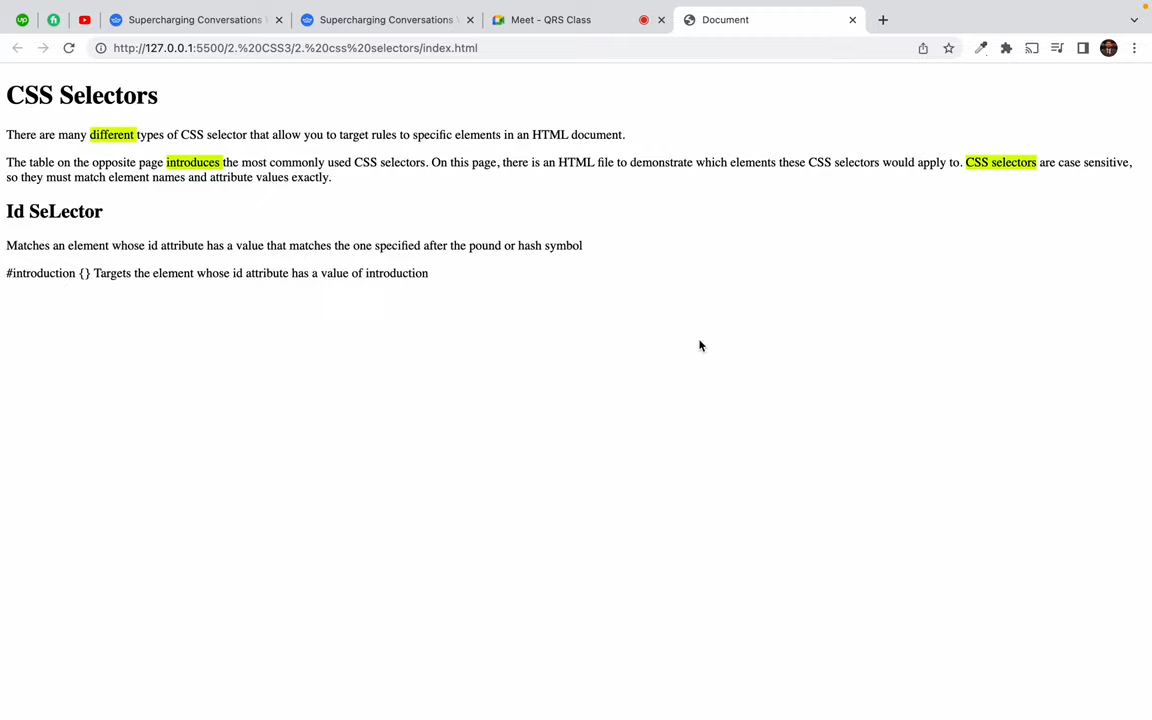 up
Supercharging Conversations
Supercharging Conversations
Meet - QRS Class
Document
http://127.0.0.1:5500/2.%20CSS3/2.%20css%20selectors/index.html
CSS Selectors
There are many different types of CSS selector that allow you to target rules to specific elements in an HTML document.
The table on the opposite page introduces the most commonly used CSS selectors. On this page, there is an HTML file to demonstrate which elements these CSS selectors would apply to. CSS selectors are case sensitive,
so they must match element names and attribute values exactly.
Id SeLector
Matches an element whose id attribute has a value that matches the one specified after the pound or hash symbol
#introduction {} Targets the element whose id attribute has a value of introduction